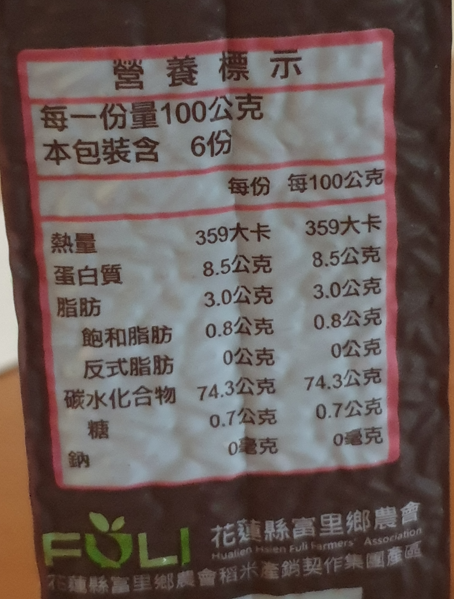 營養標示
每一份量100公克
本包裝含 6份
每份 每100公克
熱量 359大卡 359大卡
蛋白質 8.5公克 8.5公克
脂肪 3.0公克 3.0公克
飽和脂肪 0.8公克 0.8公克
反式脂肪 0公克 0公克
碳水化合物 74.3公克 74.3公克
糖 0.7公克 0.7公克
鈉 0毫克 0毫克
FULI 花蓮縣富里鄉農會
Hualien Hsien Fuli Farmers' Association
花蓮縣富里鄉農會稻米產銷契作集團產區